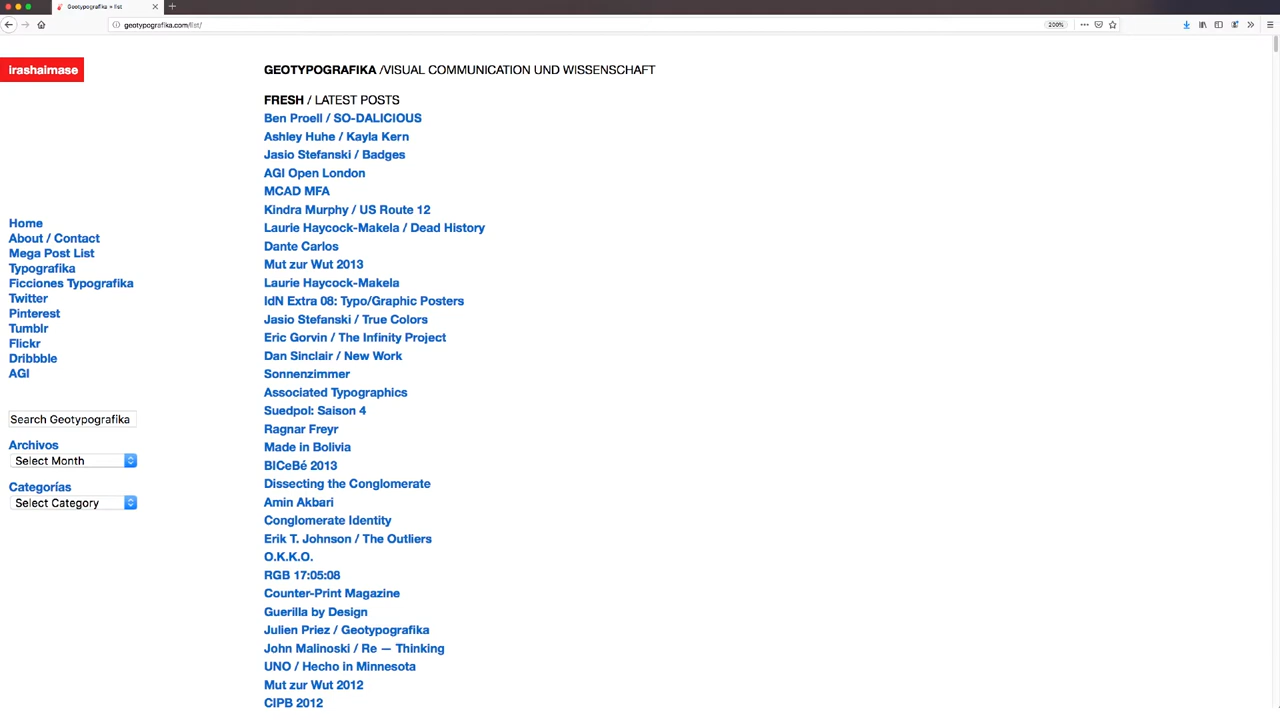 Geotypografika » list
geotypografika.com/list/
200%
irashaimase
GEOTYPOGRAFIKA /VISUAL COMMUNICATION UND WISSENSCHAFT
Home
About / Contact
Mega Post List
Typografika
Ficciones Typografika
Twitter
Pinterest
Tumblr
Flickr
Dribbble
AGI
Search Geotypografika
Archivos
Select Month
Categorías
Select Category
FRESH / LATEST POSTS
Ben Proell / SO-DALICIOUS
Ashley Huhe / Kayla Kern
Jasio Stefanski / Badges
AGI Open London
MCAD MFA
Kindra Murphy / US Route 12
Laurie Haycock-Makela / Dead History
Dante Carlos
Mut zur Wut 2013
Laurie Haycock-Makela
IdN Extra 08: Typo/Graphic Posters
Jasio Stefanski / True Colors
Eric Gorvin / The Infinity Project
Dan Sinclair / New Work
Sonnenzimmer
Associated Typographics
Suedpol: Saison 4
Ragnar Freyr
Made in Bolivia
BICeBé 2013
Dissecting the Conglomerate
Amin Akbari
Conglomerate Identity
Erik T. Johnson / The Outliers
O.K.K.O.
RGB 17:05:08
Counter-Print Magazine
Guerilla by Design
Julien Priez / Geotypografika
John Malinoski / Re — Thinking
UNO / Hecho in Minnesota
Mut zur Wut 2012
CIPB 2012